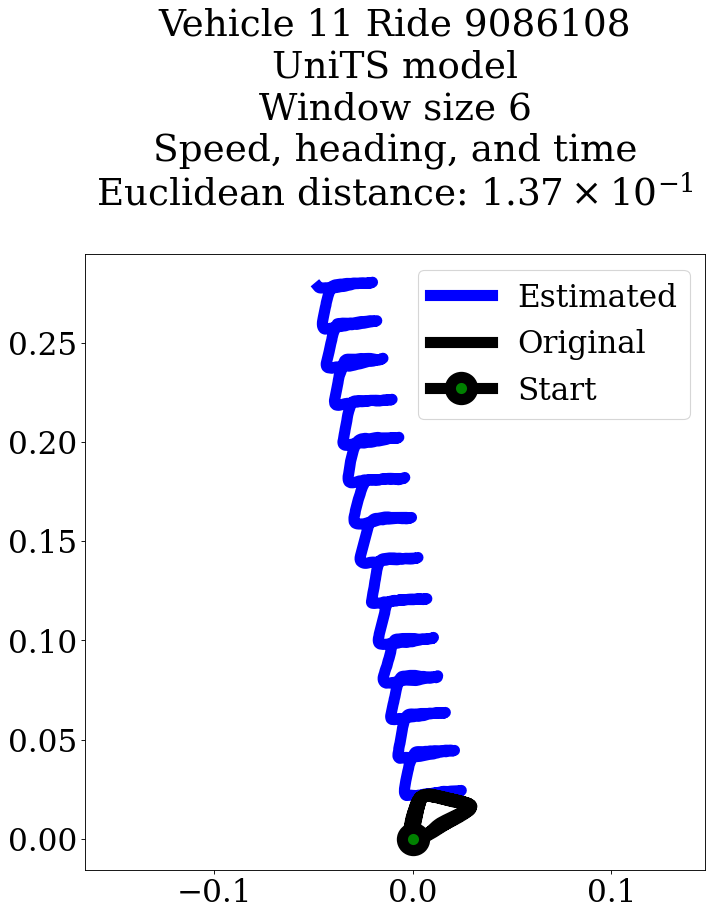 Vehicle 11 Ride 9086108
UniTS model
Window size 6
Speed, heading, and time
Euclidean distance: 1.37 × 10⁻¹
Estimated
Original
Start
0.25
0.20
0.15
0.10
0.05
0.00
−0.1 0.0 0.1